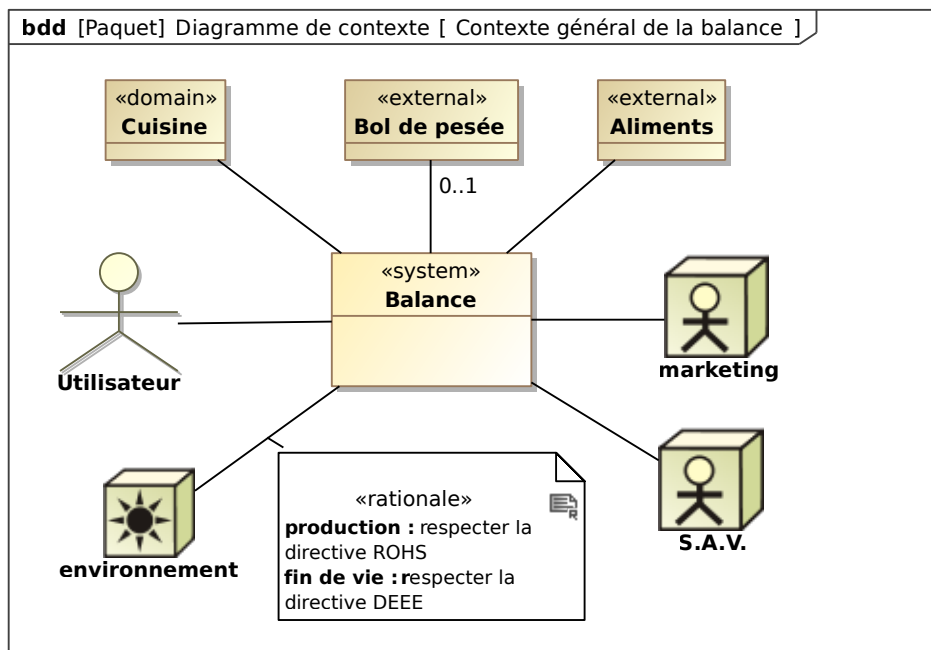 bdd [Paquet] Diagramme de contexte [ Contexte général de la balance ]
«domain»
Cuisine
«external»
Bol de pesée
«external»
Aliments
0..1
«system»
Balance
Utilisateur
marketing
environnement
«rationale»
production : respecter la
directive ROHS
fin de vie : respecter la
directive DEEE
R
S.A.V.